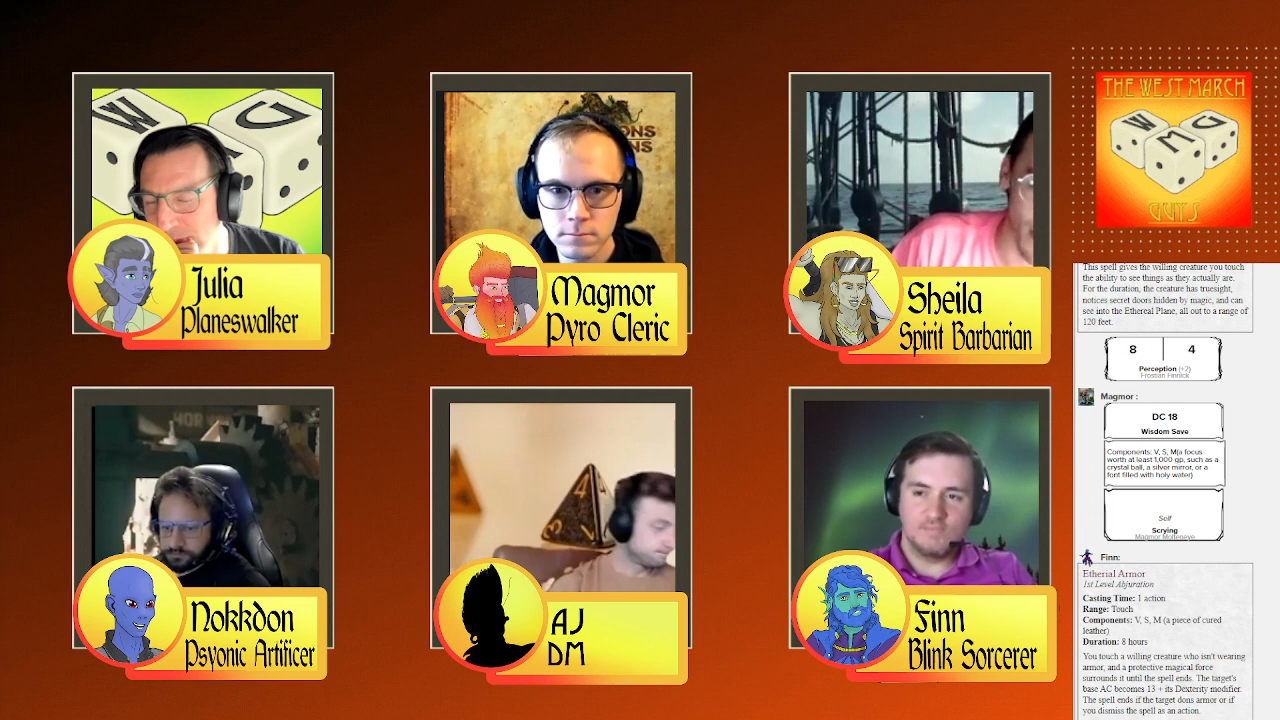 W
G
ONS
NS
Julia
Planeswalker
Magmor
Pyro Cleric
Sheila
Spirit Barbarian
HOP
Nokkdon
Psyonic Artificer
4
AJ
DM
Finn
Blink Sorcerer
THE WEST MARCH
W M G
GUYS
This spell gives the willing creature you touch
the ability to see things as they actually are.
For the duration, the creature has truesight,
notices secret doors hidden by magic, and can
see into the Ethereal Plane, all out to a range of
120 feet.
8 4
Perception (+2)
Frostian Finnick
Magmor :
DC 18
Wisdom Save
Components: V, S, M(a focus
worth at least 1,000 gp, such as a
crystal ball, a silver mirror, or a
font filled with holy water)
Self
Scrying
Magmor Molteneye
Finn:
Etherial Armor
1st Level Abjuration
Casting Time: 1 action
Range: Touch
Components: V, S, M (a piece of cured
leather)
Duration: 8 hours
You touch a willing creature who isn't wearing
armor, and a protective magical force
surrounds it until the spell ends. The target's
base AC becomes 13 + its Dexterity modifier.
The spell ends if the target dons armor or if
you dismiss the spell as an action.